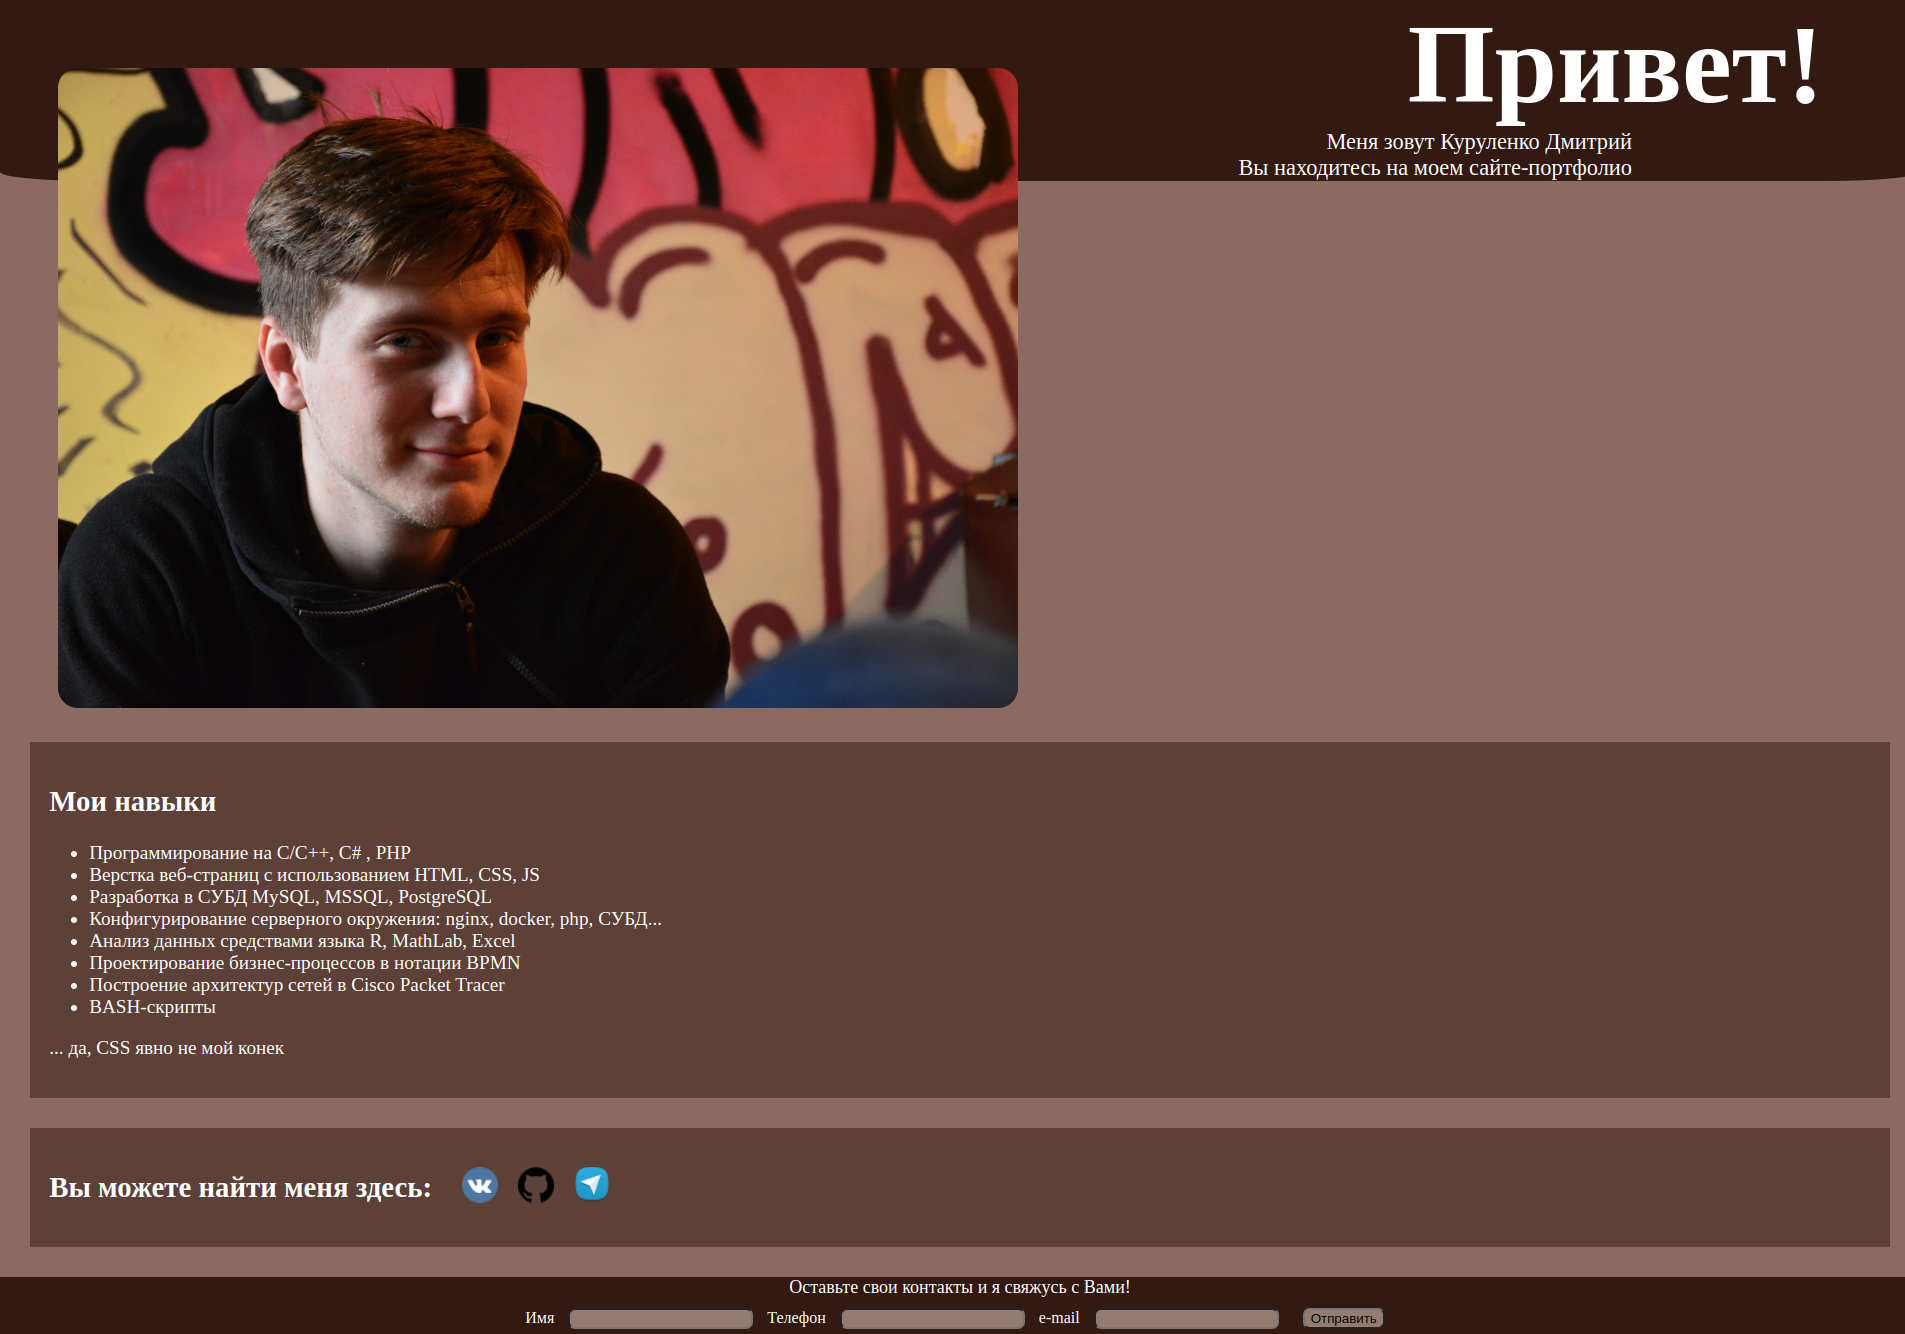 Привет!
Меня зовут Куруленко Дмитрий
Вы находитесь на моем сайте-портфолио
Мои навыки
Программирование на C/C++, C# , PHP
Верстка веб-страниц с использованием HTML, CSS, JS
Разработка в СУБД MySQL, MSSQL, PostgreSQL
Конфигурирование серверного окружения: nginx, docker, php, СУБД...
Анализ данных средствами языка R, MathLab, Excel
Проектирование бизнес-процессов в нотации BPMN
Построение архитектур сетей в Cisco Packet Tracer
BASH-скрипты
... да, CSS явно не мой конек
Вы можете найти меня здесь:
Оставьте свои контакты и я свяжусь с Вами!
Имя Телефон e-mail Отправить